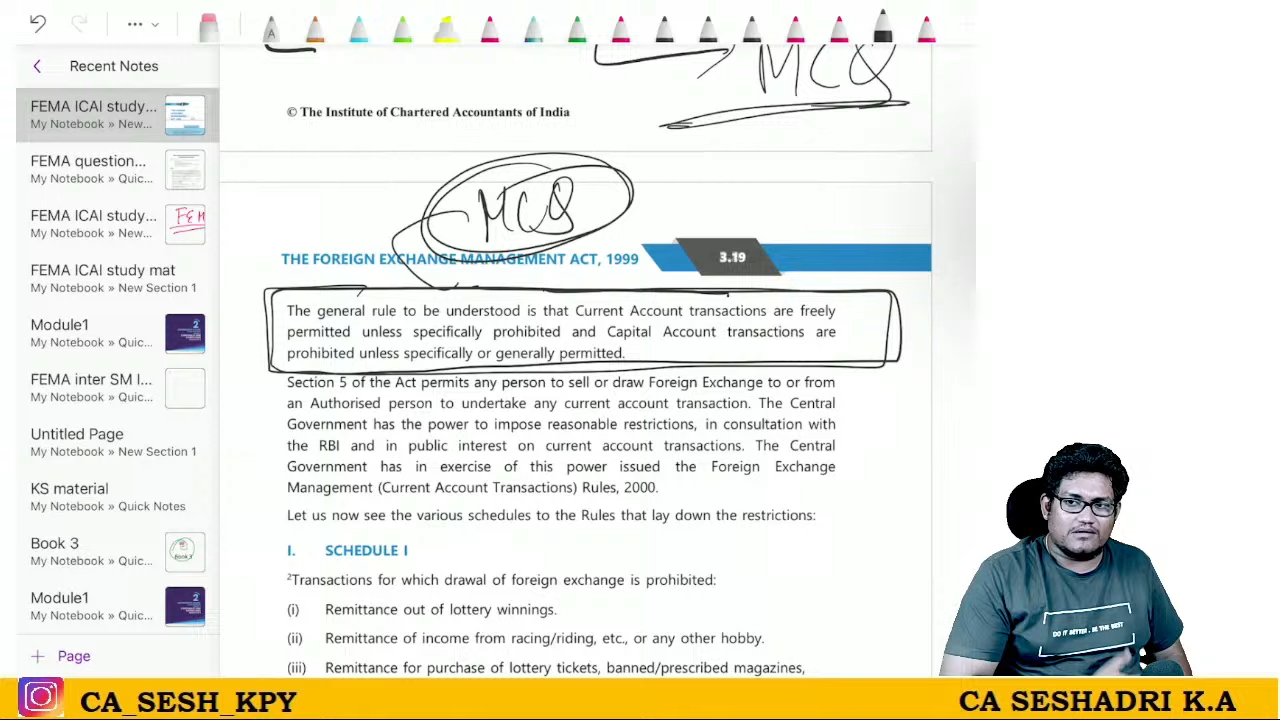 A
Recent Notes
FEMA ICAI study...
My Notebook » New...
FEMA question...
My Notebook » Quic...
FEMA ICAI study...
My Notebook » New...
FEM
FEMA ICAI study mat
My Notebook » New Section 1
Module1
My Notebook » Quic...
2
FEMA inter SM I...
My Notebook » Quic...
Untitled Page
My Notebook » New Section 1
KS material
My Notebook » Quick Notes
Book 3
My Notebook » Quic...
Book 3
Module1
My Notebook » Quic...
2
+ Page
MCQ
© The Institute of Chartered Accountants of India
MCQ
THE FOREIGN EXCHANGE MANAGEMENT ACT, 1999
3.19
The general rule to be understood is that Current Account transactions are freely
permitted unless specifically prohibited and Capital Account transactions are
prohibited unless specifically or generally permitted.
Section 5 of the Act permits any person to sell or draw Foreign Exchange to or from
an Authorised person to undertake any current account transaction. The Central
Government has the power to impose reasonable restrictions, in consultation with
the RBI and in public interest on current account transactions. The Central
Government has in exercise of this power issued the Foreign Exchange
Management (Current Account Transactions) Rules, 2000.
Let us now see the various schedules to the Rules that lay down the restrictions:
I. SCHEDULE I
2Transactions for which drawal of foreign exchange is prohibited:
(i) Remittance out of lottery winnings.
(ii) Remittance of income from racing/riding, etc., or any other hobby.
(iii) Remittance for purchase of lottery tickets, banned/prescribed magazines,
DO IT BETTER. BE THE BEST
CA_SESH_KPY
CA SESHADRI K.A